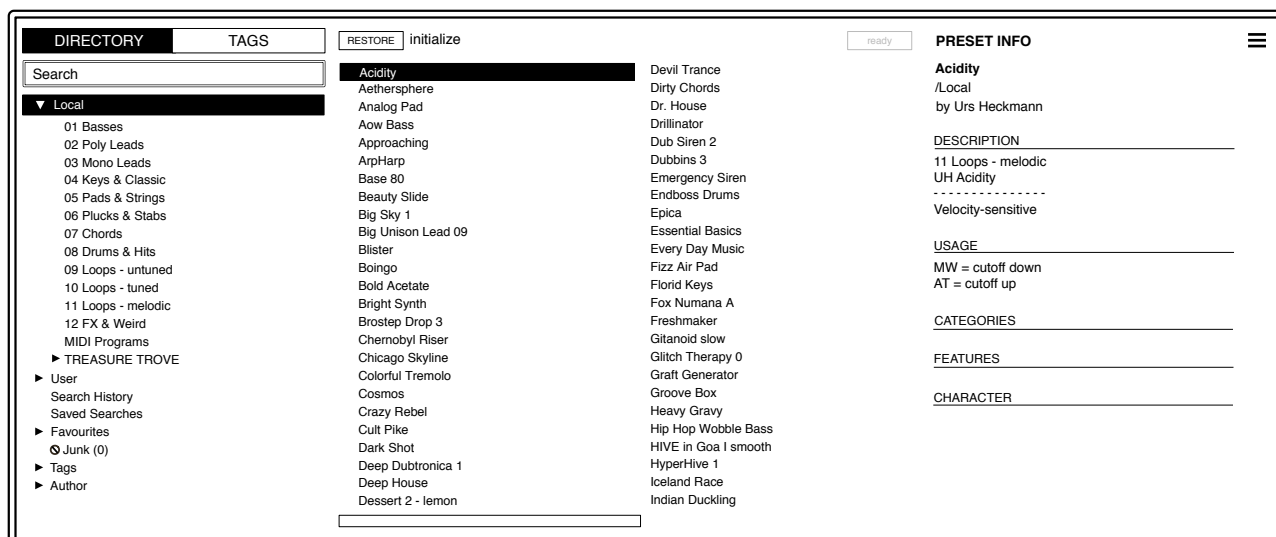 DIRECTORY
TAGS
Search
▼ Local
01 Basses
02 Poly Leads
03 Mono Leads
04 Keys & Classic
05 Pads & Strings
06 Plucks & Stabs
07 Chords
08 Drums & Hits
09 Loops - untuned
10 Loops - tuned
11 Loops - melodic
12 FX & Weird
MIDI Programs
► TREASURE TROVE
► User
Search History
Saved Searches
► Favourites
Junk (0)
► Tags
► Author
RESTORE initialize
ready
Acidity
Aethersphere
Analog Pad
Aow Bass
Approaching
ArpHarp
Base 80
Beauty Slide
Big Sky 1
Big Unison Lead 09
Blister
Boingo
Bold Acetate
Bright Synth
Brostep Drop 3
Chernobyl Riser
Chicago Skyline
Colorful Tremolo
Cosmos
Crazy Rebel
Cult Pike
Dark Shot
Deep Dubtronica 1
Deep House
Dessert 2 - lemon
Devil Trance
Dirty Chords
Dr. House
Drillinator
Dub Siren 2
Dubbins 3
Emergency Siren
Endboss Drums
Epica
Essential Basics
Every Day Music
Fizz Air Pad
Florid Keys
Fox Numana A
Freshmaker
Gitanoid slow
Glitch Therapy 0
Graft Generator
Groove Box
Heavy Gravy
Hip Hop Wobble Bass
HIVE in Goa I smooth
HyperHive 1
Iceland Race
Indian Duckling
PRESET INFO
Acidity
/Local
by Urs Heckmann
DESCRIPTION
11 Loops - melodic
UH Acidity
- - - - - - - - - - - - - - -
Velocity-sensitive
USAGE
MW = cutoff down
AT = cutoff up
CATEGORIES
FEATURES
CHARACTER